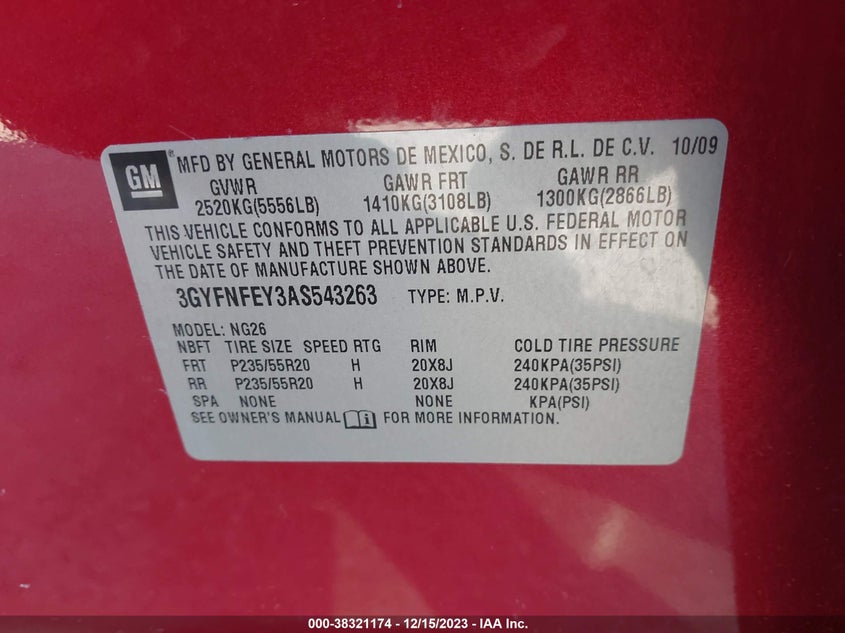 GM® MFD BY GENERAL MOTORS DE MEXICO, S. DE R.L. DE C.V. 10/09
GVWR GAWR FRT GAWR RR
2520KG(5556LB) 1410KG(3108LB) 1300KG(2866LB)
THIS VEHICLE CONFORMS TO ALL APPLICABLE U.S. FEDERAL MOTOR
VEHICLE SAFETY AND THEFT PREVENTION STANDARDS IN EFFECT ON
THE DATE OF MANUFACTURE SHOWN ABOVE.
3GYFNFEY3AS543263 TYPE: M.P.V.
MODEL: NG26
NBFT TIRE SIZE SPEED RTG RIM COLD TIRE PRESSURE
FRT P235/55R20 H 20X8J 240KPA(35PSI)
RR P235/55R20 H 20X8J 240KPA(35PSI)
SPA NONE NONE KPA(PSI)
SEE OWNER'S MANUAL i FOR MORE INFORMATION.
000-38321174 - 12/15/2023 - IAA Inc.